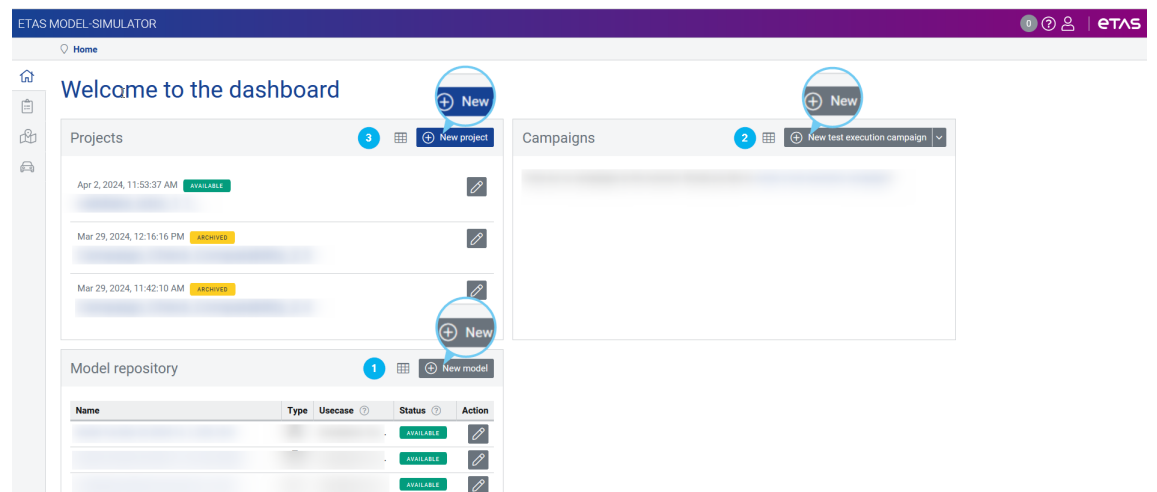 ETAS MODEL-SIMULATOR
0
eTAS
Home
Welcome to the dashboard
New
New
Projects
3
New project
Campaigns
2
New test execution campaign
Apr 2, 2024, 11:53:37 AM AVAILABLE
Mar 29, 2024, 12:16:16 PM ARCHIVED
Mar 29, 2024, 11:42:10 AM ARCHIVED
New
Model repository
1
New model
Name Type Usecase ? Status ? Action
AVAILABLE
AVAILABLE
AVAILABLE